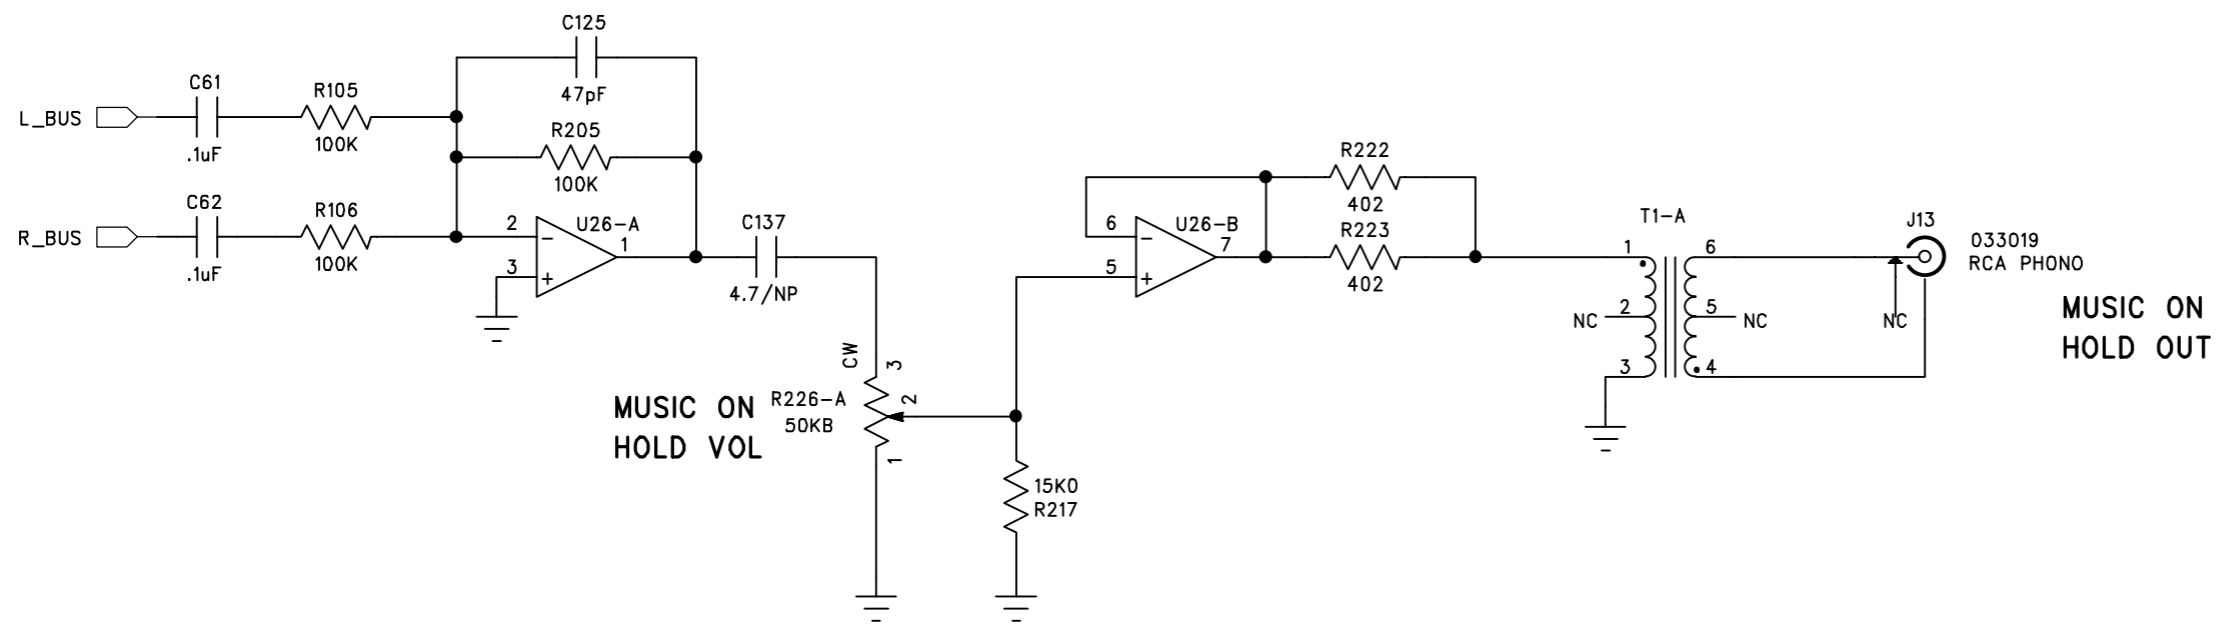 C125
47pF
C61
.1uF
L_BUS
R105
100K
R205
100K
C62
.1uF
R_BUS
R106
100K
2
3
U26-A
1
C137
4.7/NP
CW
3
2
1
R226-A
50KB
MUSIC ON
HOLD VOL
15K0
R217
6
5
U26-B
7
R222
402
R223
402
T1-A
1
2
3
NC
6
5
4
NC
NC
J13
033019
RCA PHONO
MUSIC ON
HOLD OUT